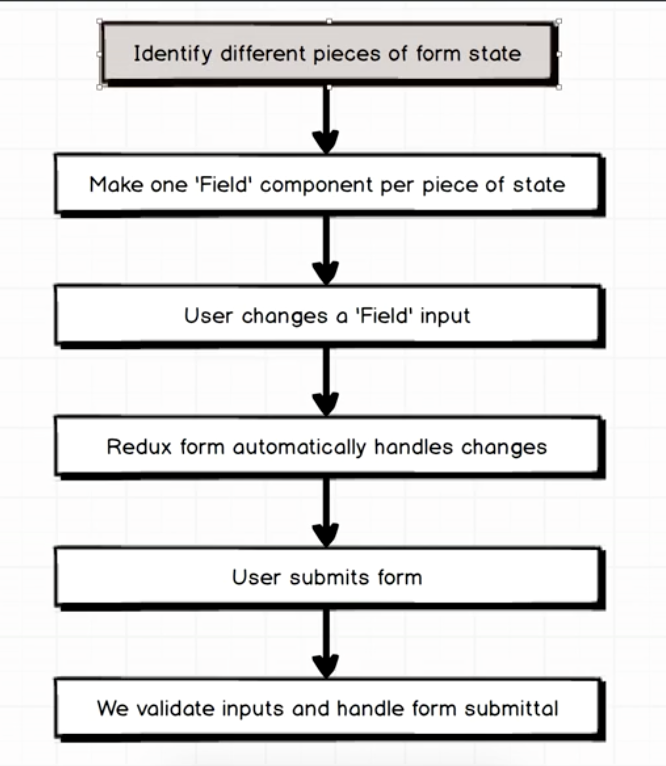 Identify different pieces of form state
Make one 'Field' component per piece of state
User changes a 'Field' input
Redux form automatically handles changes
User submits form
We validate inputs and handle form submittal